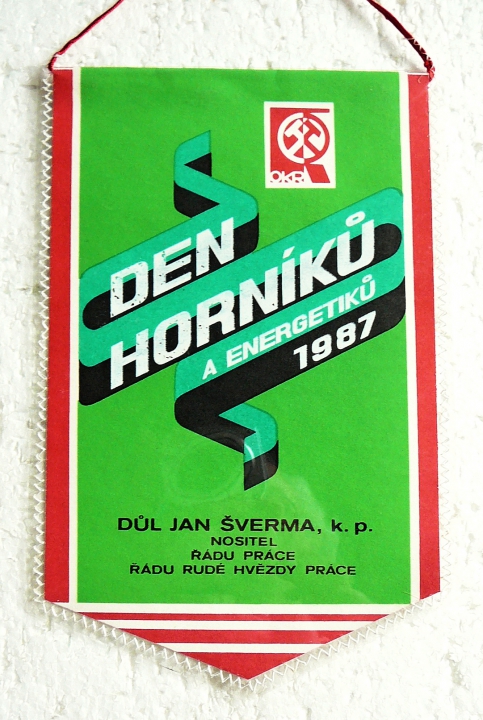 OKR
DEN
HORNÍKŮ
A ENERGETIKŮ
1987
DŮL JAN ŠVERMA, k. p.
NOSITEL
ŘÁDU PRÁCE
ŘÁDU RUDÉ HVĚZDY PRÁCE